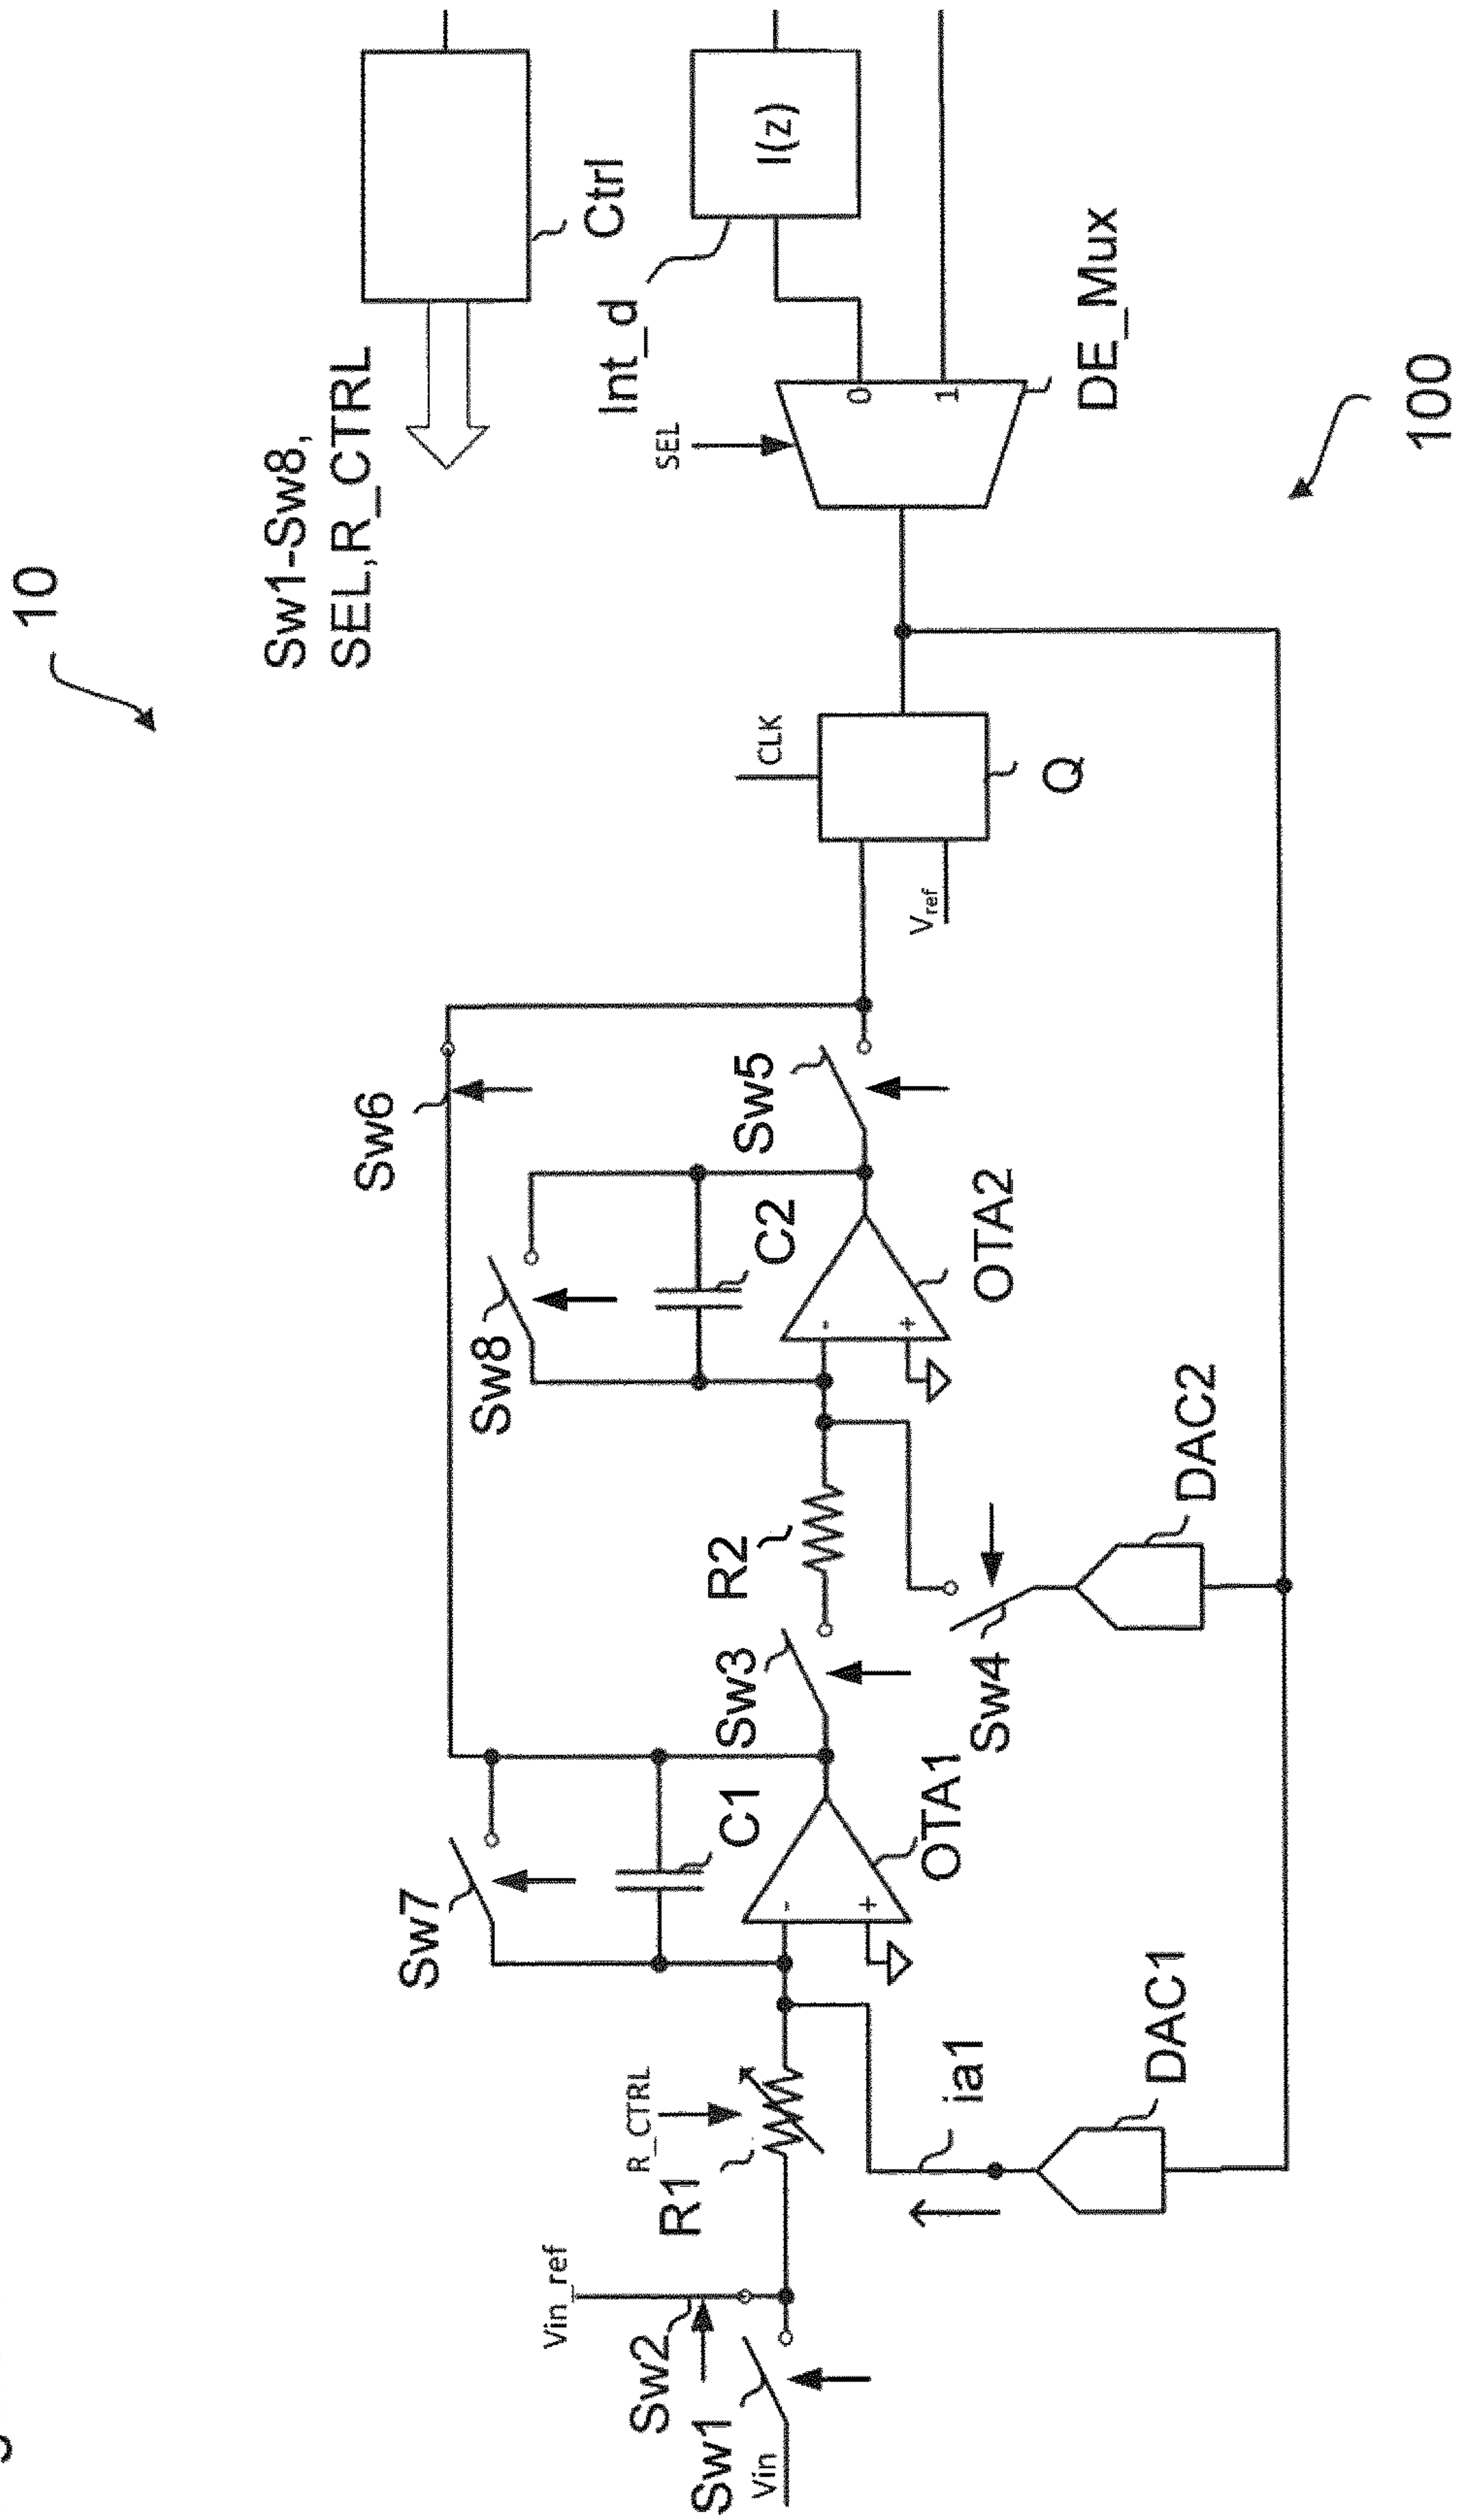 10
Sw1-Sw8,
SEL,R_CTRL
Ctrl
Int_d
I(z)
SEL
0
1
DE_Mux
100
CLK
Q
Vref
Sw6
Sw5
Sw8
C2
-
+
OTA2
R2
Sw3
Sw4
DAC2
Sw7
C1
-
+
OTA1
R_CTRL
R1
ia1
DAC1
Vin_ref
Sw2
Sw1
Vin